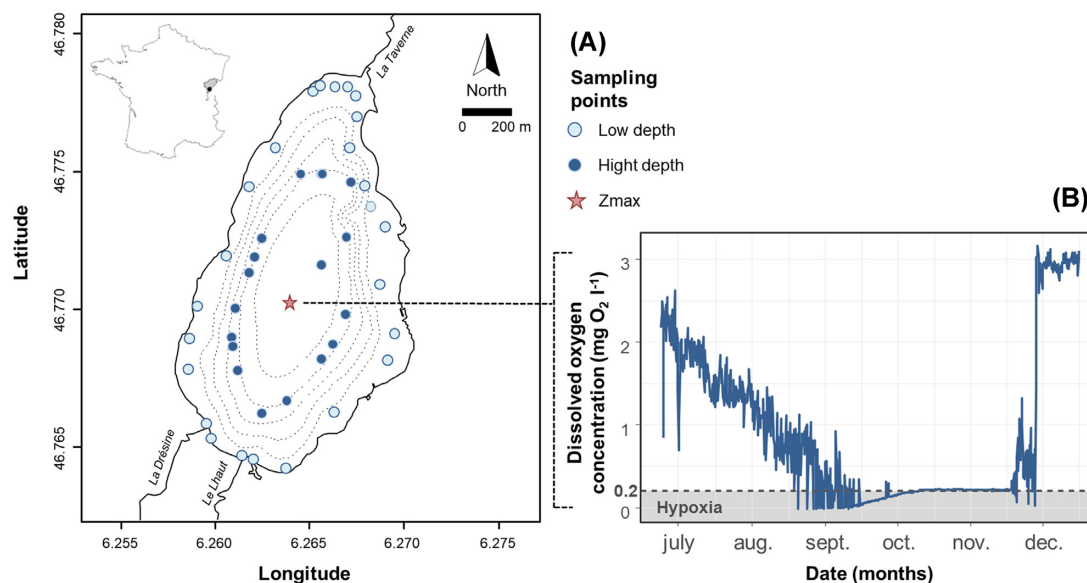 (A)
46.780
46.775
46.770
46.765
Latitude
6.255
6.260
6.265
6.270
6.275
Longitude
La Taverne
La Drésine
Le Lhaut
North
0 200 m
Sampling
points
Low depth
Hight depth
Zmax
(B)
Dissolved oxygen
concentration (mg O₂ l⁻¹)
3
2
1
0.2
0
Hypoxia
july aug. sept. oct. nov. dec.
Date (months)